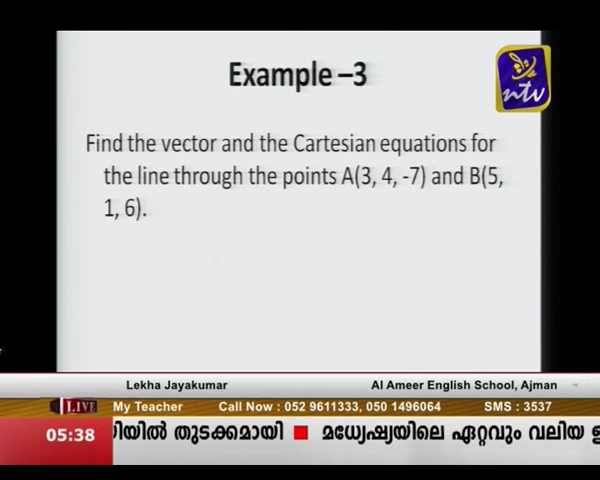 Example –3
ntv
Find the vector and the Cartesian equations for
the line through the points A(3, 4, -7) and B(5,
1, 6).
Lekha Jayakumar Al Ameer English School, Ajman
LIVE My Teacher Call Now : 052 9611333, 050 1496064 SMS : 3537
05:38 തുടക്കമായി ■ മധ്യേഷ്യയിലെ ഏറ്റവും വലിയ